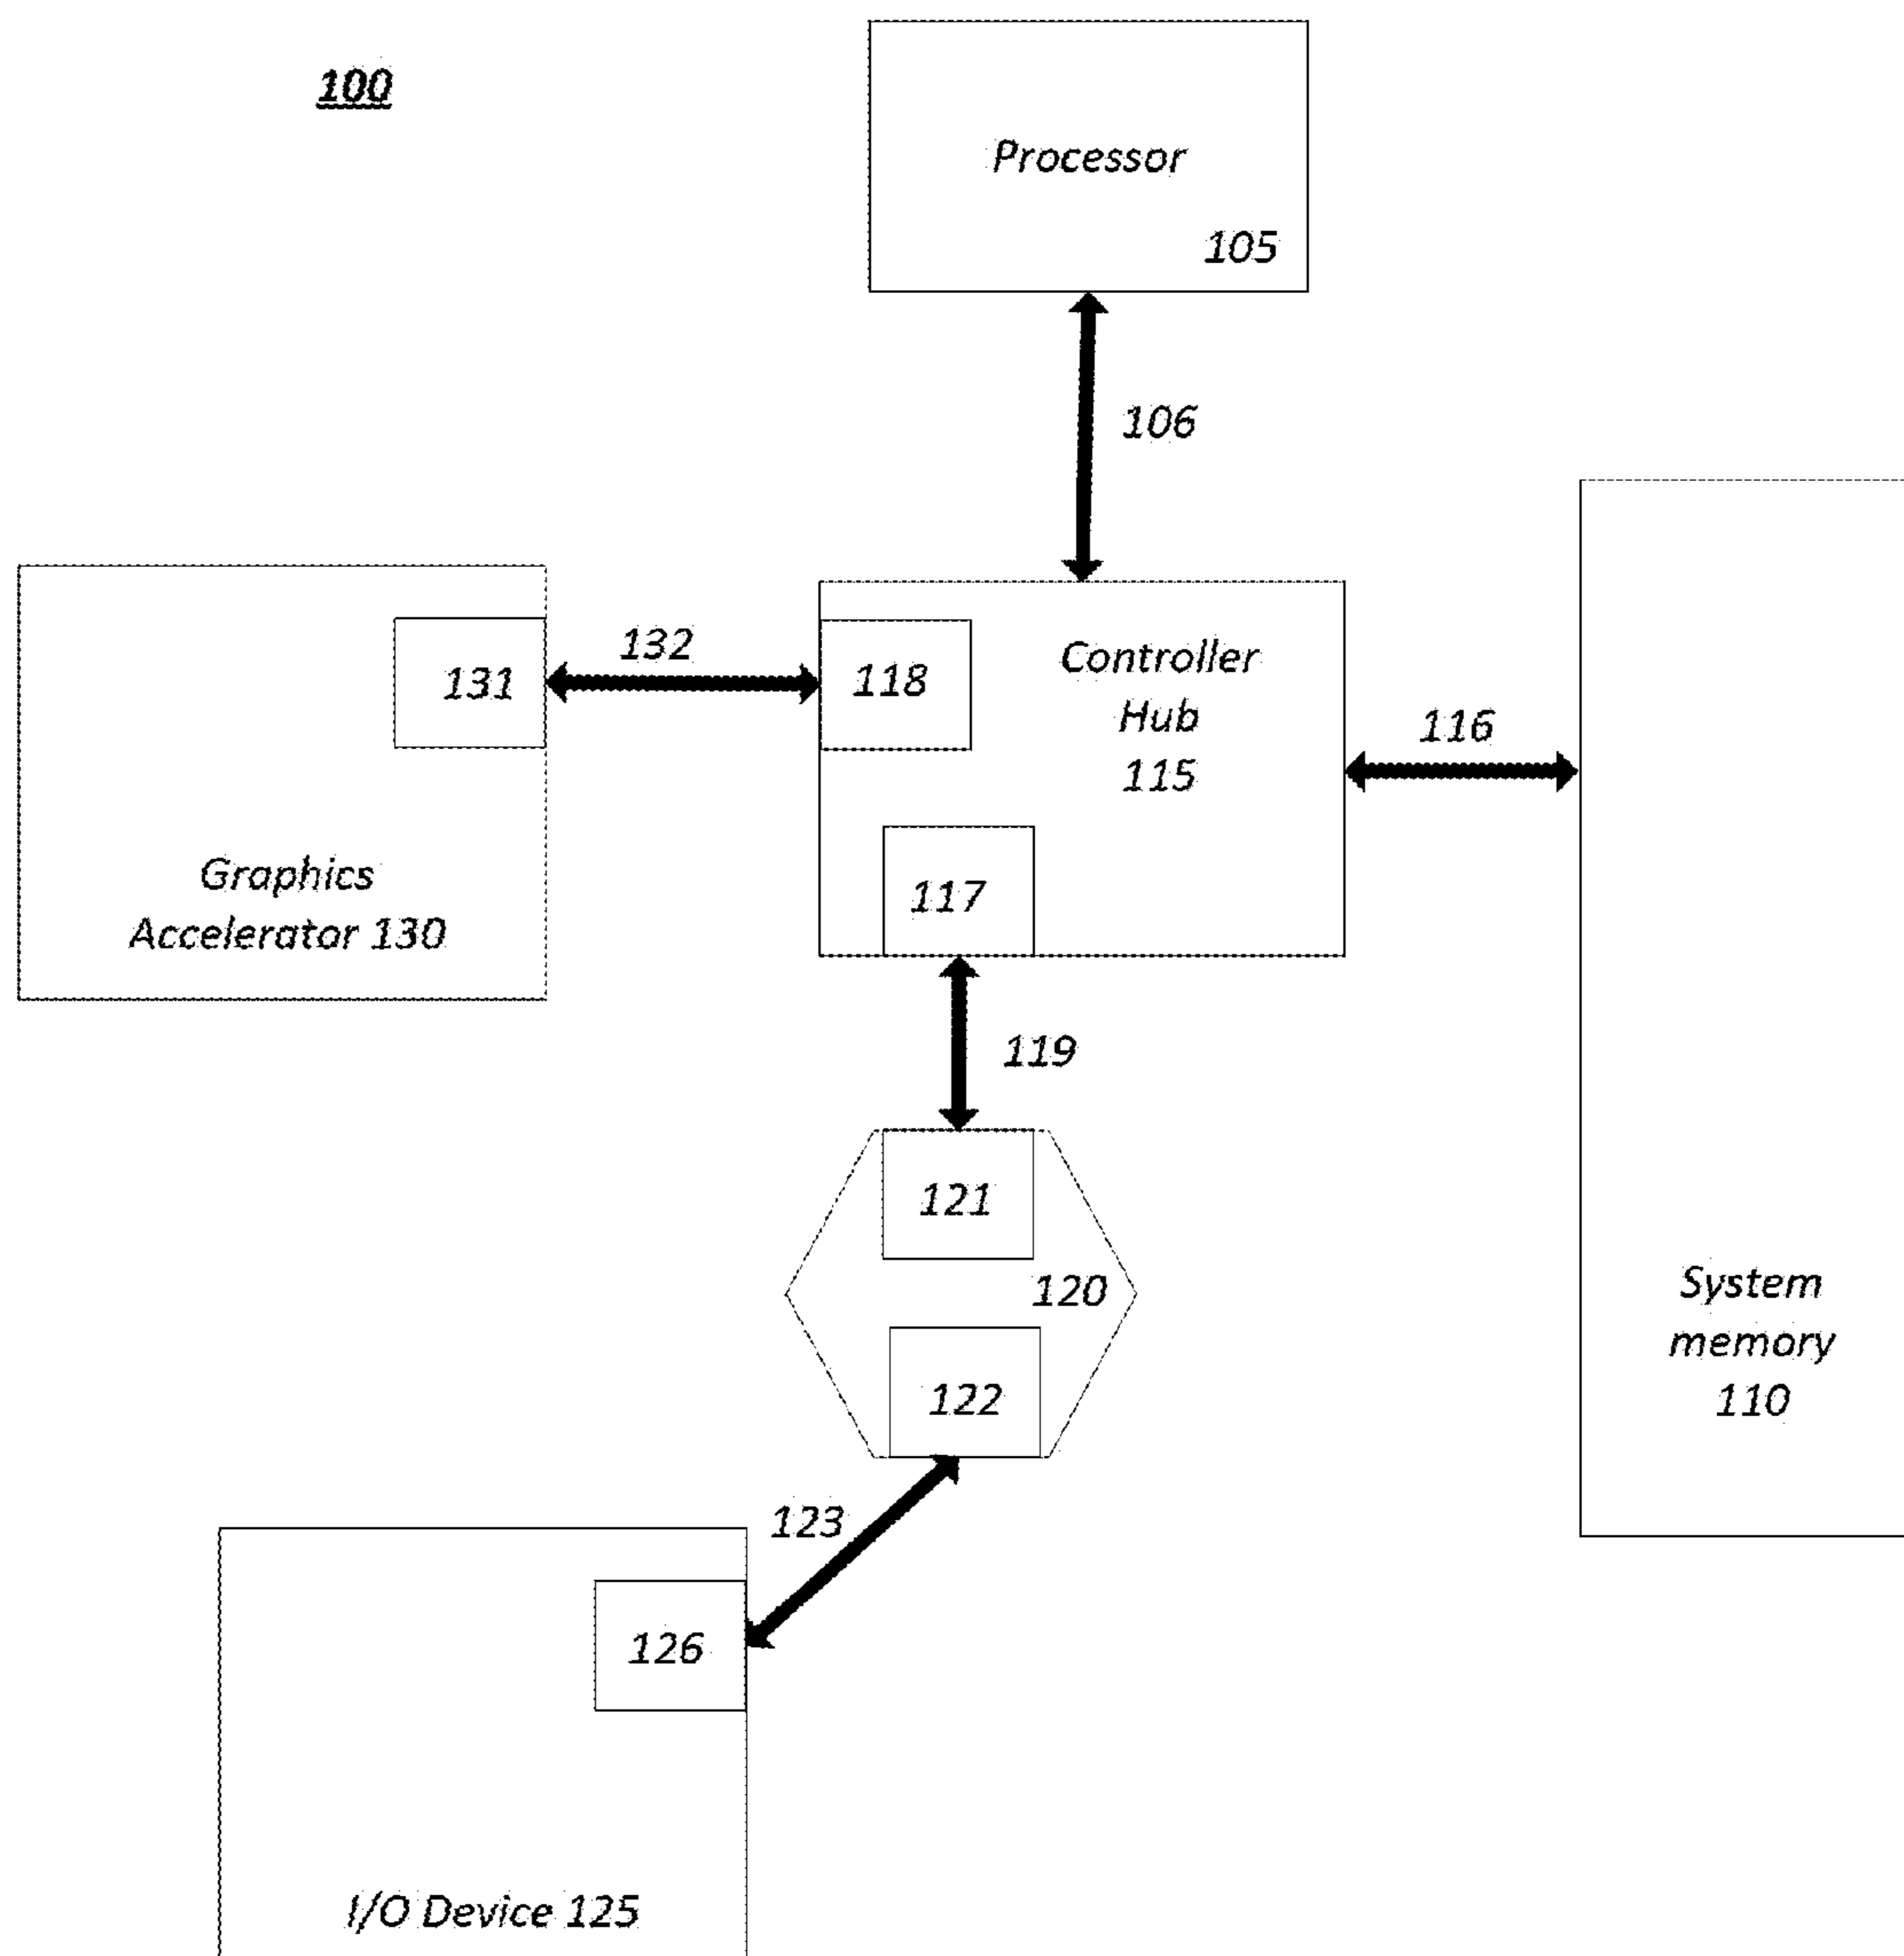 100
Processor
105
106
131
132
118
Controller
Hub
115
116
Graphics
Accelerator 130
117
119
121
120
122
System
memory
110
123
126
I/O Device 125